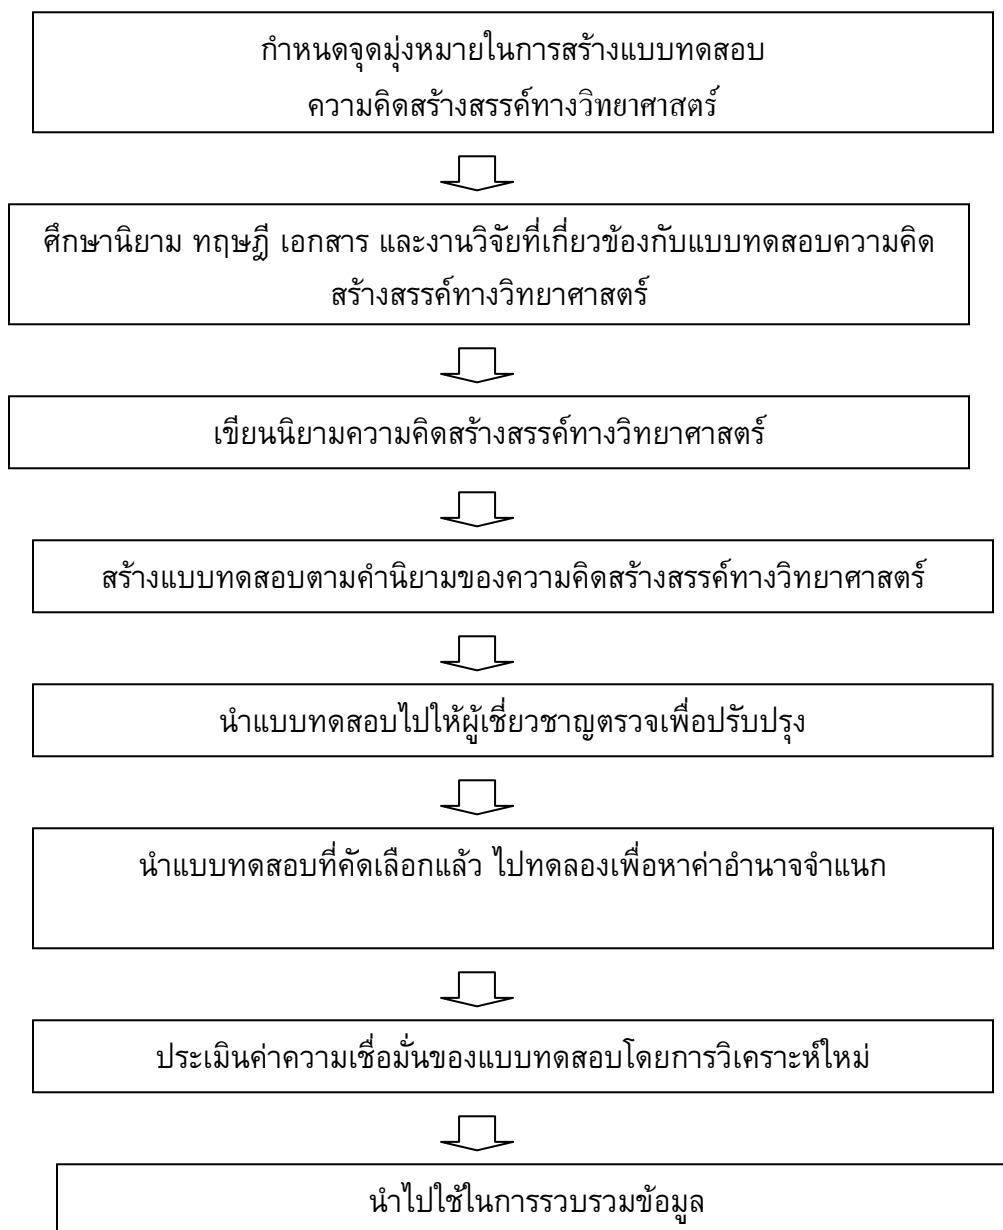 กำหนดจุดมุ่งหมายในการสร้างแบบทดสอบ
ความคิดสร้างสรรค์ทางวิทยาศาสตร์
ศึกษานิยาม ทฤษฎี เอกสาร และงานวิจัยที่เกี่ยวข้องกับแบบทดสอบความคิด
สร้างสรรค์ทางวิทยาศาสตร์
เขียนนิยามความคิดสร้างสรรค์ทางวิทยาศาสตร์
สร้างแบบทดสอบตามคำนิยามของความคิดสร้างสรรค์ทางวิทยาศาสตร์
นำแบบทดสอบไปให้ผู้เชี่ยวชาญตรวจเพื่อปรับปรุง
นำแบบทดสอบที่คัดเลือกแล้ว ไปทดลองเพื่อหาค่าอำนาจจำแนก
ประเมินค่าความเชื่อมั่นของแบบทดสอบโดยการวิเคราะห์ใหม่
นำไปใช้ในการรวบรวมข้อมูล